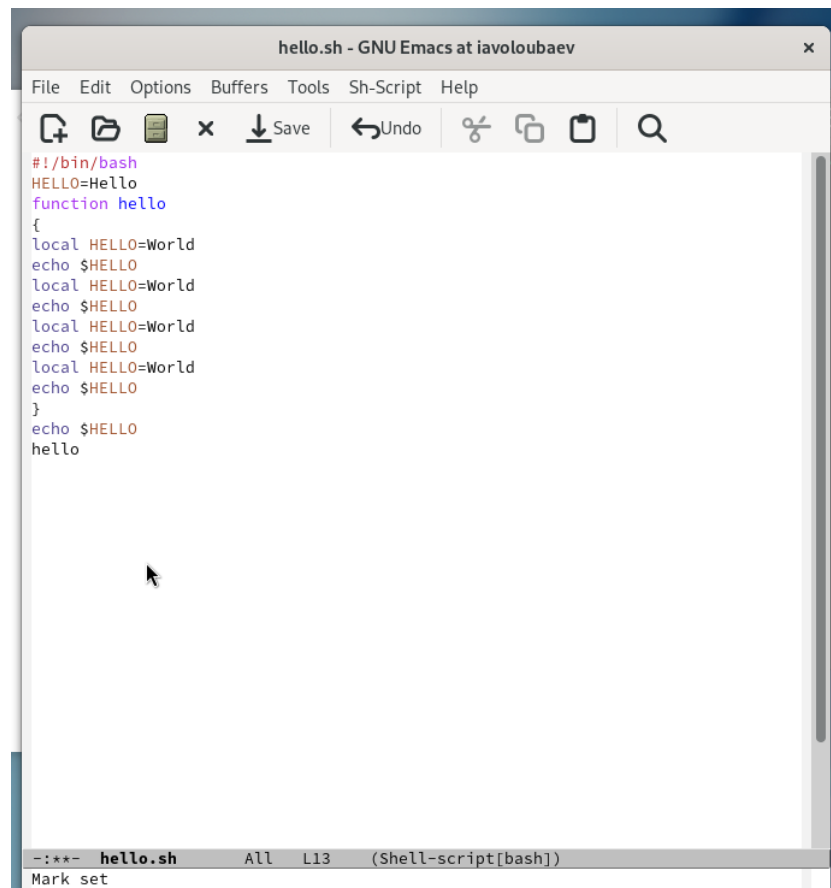 hello.sh - GNU Emacs at iavoloubaev
File Edit Options Buffers Tools Sh-Script Help
Save Undo
#!/bin/bash
HELLO=Hello
function hello
{
local HELLO=World
echo $HELLO
local HELLO=World
echo $HELLO
local HELLO=World
echo $HELLO
local HELLO=World
echo $HELLO
}
echo $HELLO
hello
-:**- hello.sh All L13 (Shell-script[bash])
Mark set